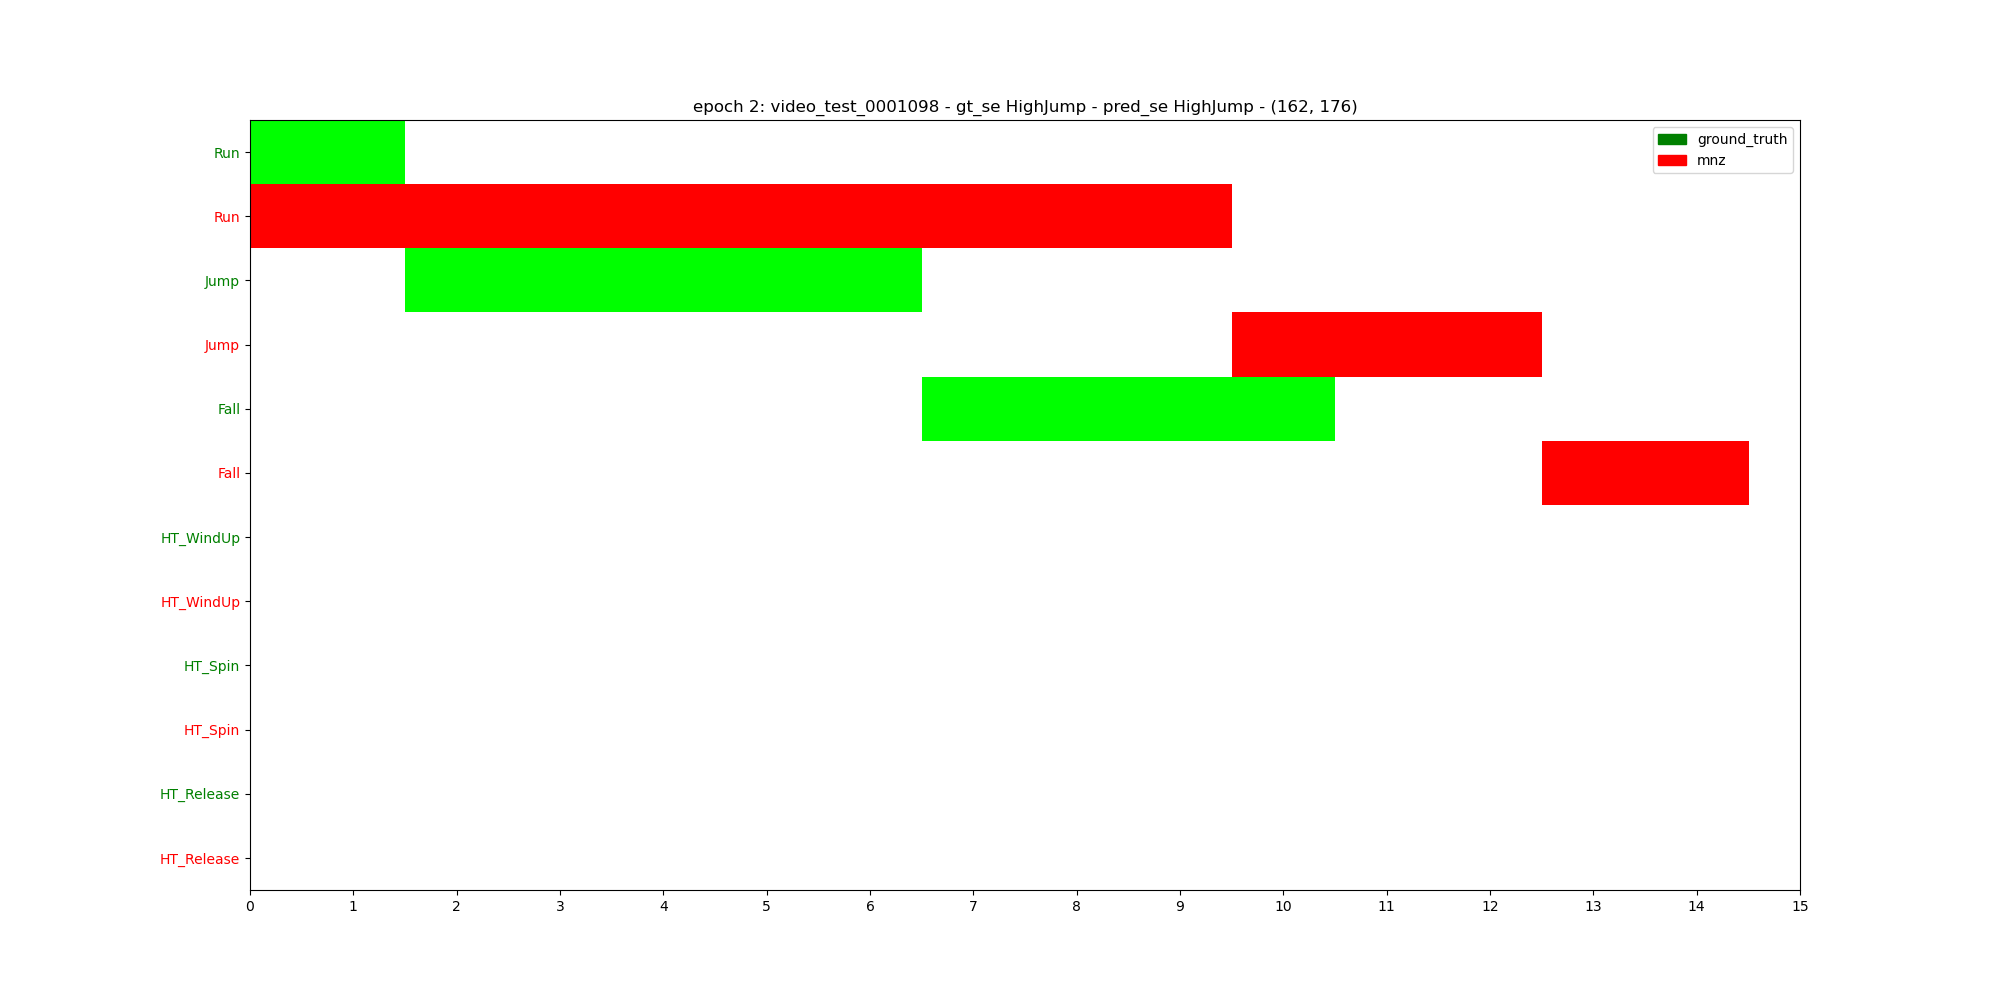 epoch 2: video_test_0001098 - gt_se HighJump - pred_se HighJump - (162, 176)
ground_truth
mnz
Run
Run
Jump
Jump
Fall
Fall
HT_WindUp
HT_WindUp
HT_Spin
HT_Spin
HT_Release
HT_Release
0 1 2 3 4 5 6 7 8 9 10 11 12 13 14 15